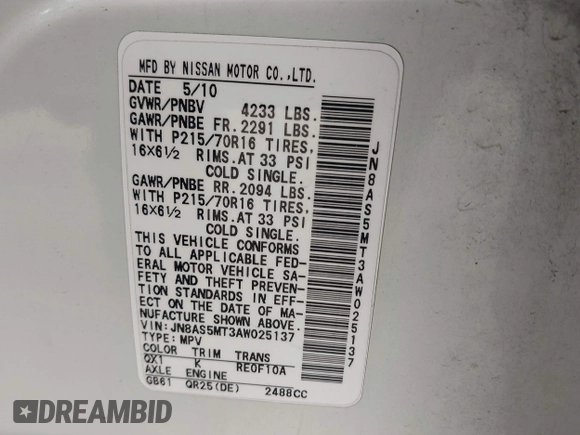 MFD BY NISSAN MOTOR CO.,LTD.
DATE 5/10
GVWR/PNBV 4233 LBS.
GAWR/PNBE FR. 2291 LBS.
WITH P215/70R16 TIRES,
16X6½ RIMS.AT 33 PSI
COLD SINGLE.
GAWR/PNBE RR. 2094 LBS.
WITH P215/70R16 TIRES,
16X6½ RIMS.AT 33 PSI
COLD SINGLE.
THIS VEHICLE CONFORMS
TO ALL APPLICABLE FED-
ERAL MOTOR VEHICLE SA-
FETY AND THEFT PREVEN-
TION STANDARDS IN EFF-
ECT ON THE DATE OF MA-
NUFACTURE SHOWN ABOVE.
VIN: JN8AS5MT3AW025137
TYPE: MPV
COLOR TRIM TRANS
QX1 K RE0F10A
AXLE ENGINE
GB61 QR25(DE) 2488CC
JN8AS5MT3AW025137
DREAMBID